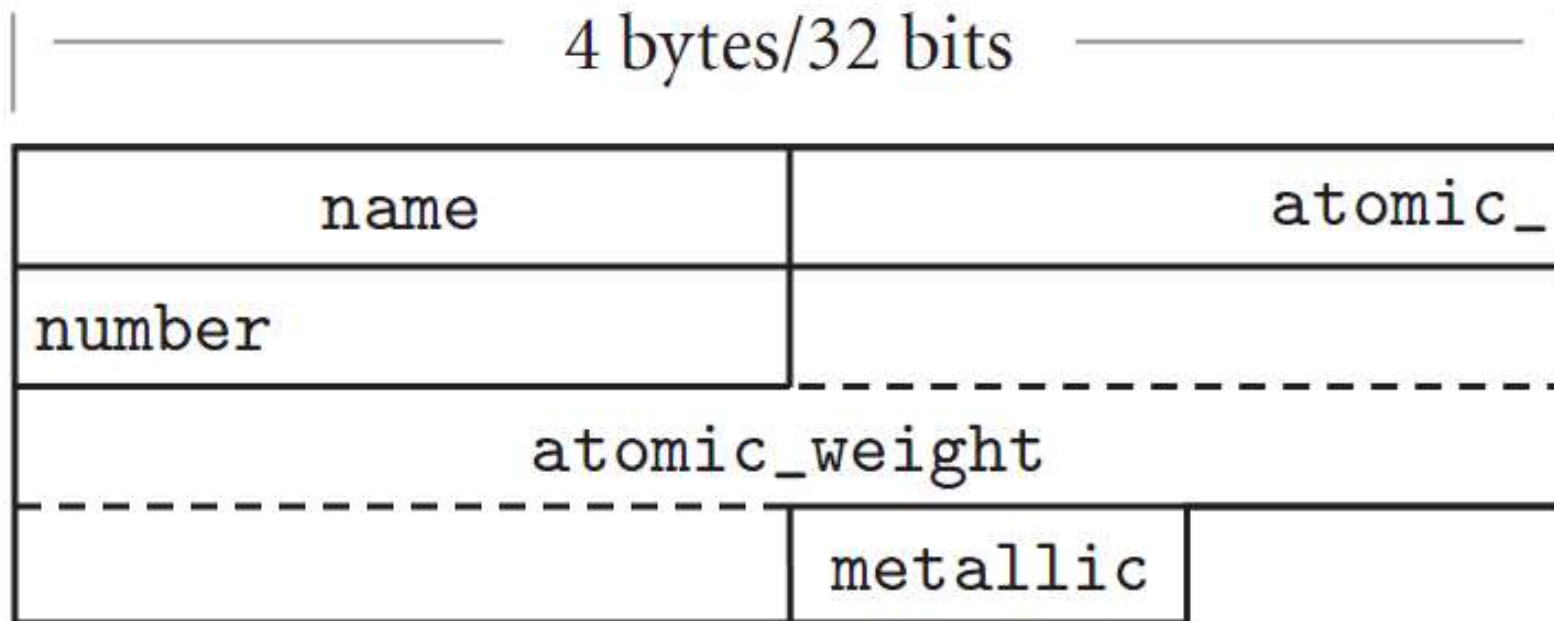 4 bytes/32 bits
name atomic_
number
atomic_weight
metallic